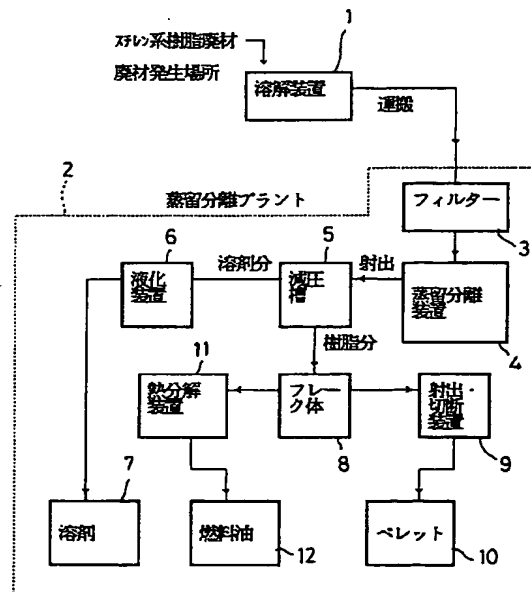 スチレン系樹脂廃材
廃材発生場所
1
溶解装置
運搬
2
蒸留分離プラント
フィルター
3
6
液化
装置
溶剤分
5
減圧
槽
射出
蒸留分離
装置
4
樹脂分
11
熱分解
装置
フレー
ク体
8
射出・
切断
装置
9
7
溶剤
燃料油
12
ペレット
10